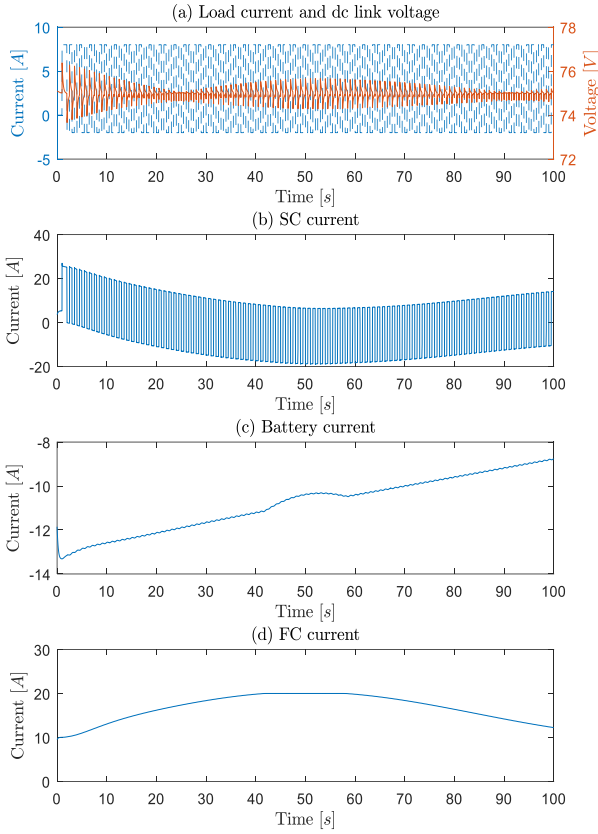 (a) Load current and dc link voltage
10
5
0
-5
78
76
74
72
Current [A]
Voltage [V]
0 10 20 30 40 50 60 70 80 90 100
Time [s]
(b) SC current
40
20
0
-20
Current [A]
0 10 20 30 40 50 60 70 80 90 100
Time [s]
(c) Battery current
-8
-10
-12
-14
Current [A]
0 10 20 30 40 50 60 70 80 90 100
Time [s]
(d) FC current
30
20
10
0
Current [A]
0 10 20 30 40 50 60 70 80 90 100
Time [s]